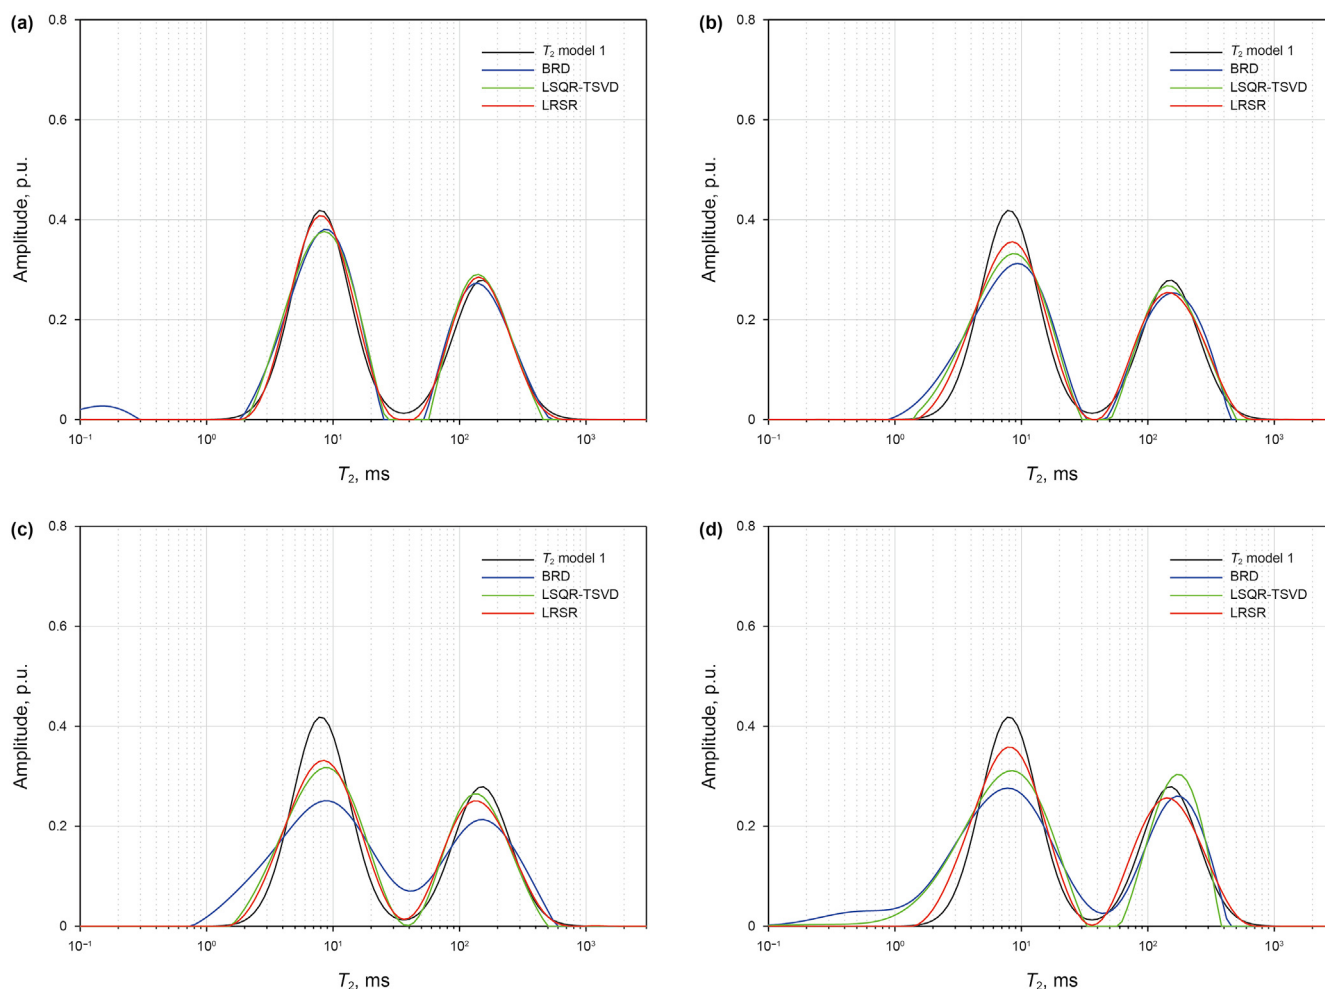 (a)
0.8
0.6
0.4
0.2
0
Amplitude, p.u.
T₂ model 1
BRD
LSQR-TSVD
LRSR
10⁻¹ 10⁰ 10¹ 10² 10³
T₂, ms
(b)
0.8
0.6
0.4
0.2
0
Amplitude, p.u.
T₂ model 1
BRD
LSQR-TSVD
LRSR
10⁻¹ 10⁰ 10¹ 10² 10³
T₂, ms
(c)
0.8
0.6
0.4
0.2
0
Amplitude, p.u.
T₂ model 1
BRD
LSQR-TSVD
LRSR
10⁻¹ 10⁰ 10¹ 10² 10³
T₂, ms
(d)
0.8
0.6
0.4
0.2
0
Amplitude, p.u.
T₂ model 1
BRD
LSQR-TSVD
LRSR
10⁻¹ 10⁰ 10¹ 10² 10³
T₂, ms